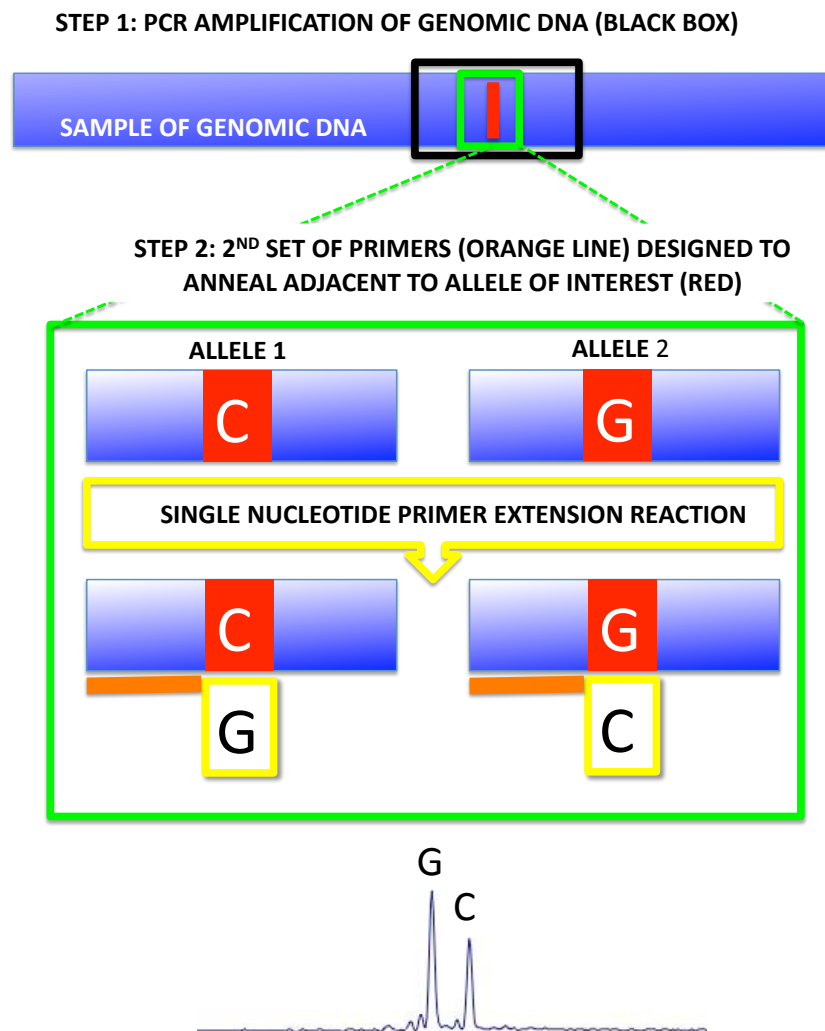 STEP 1: PCR AMPLIFICATION OF GENOMIC DNA (BLACK BOX)
SAMPLE OF GENOMIC DNA
STEP 2: 2ND SET OF PRIMERS (ORANGE LINE) DESIGNED TO
ANNEAL ADJACENT TO ALLELE OF INTEREST (RED)
ALLELE 1
ALLELE 2
C
G
SINGLE NUCLEOTIDE PRIMER EXTENSION REACTION
C
G
G
C
G
C